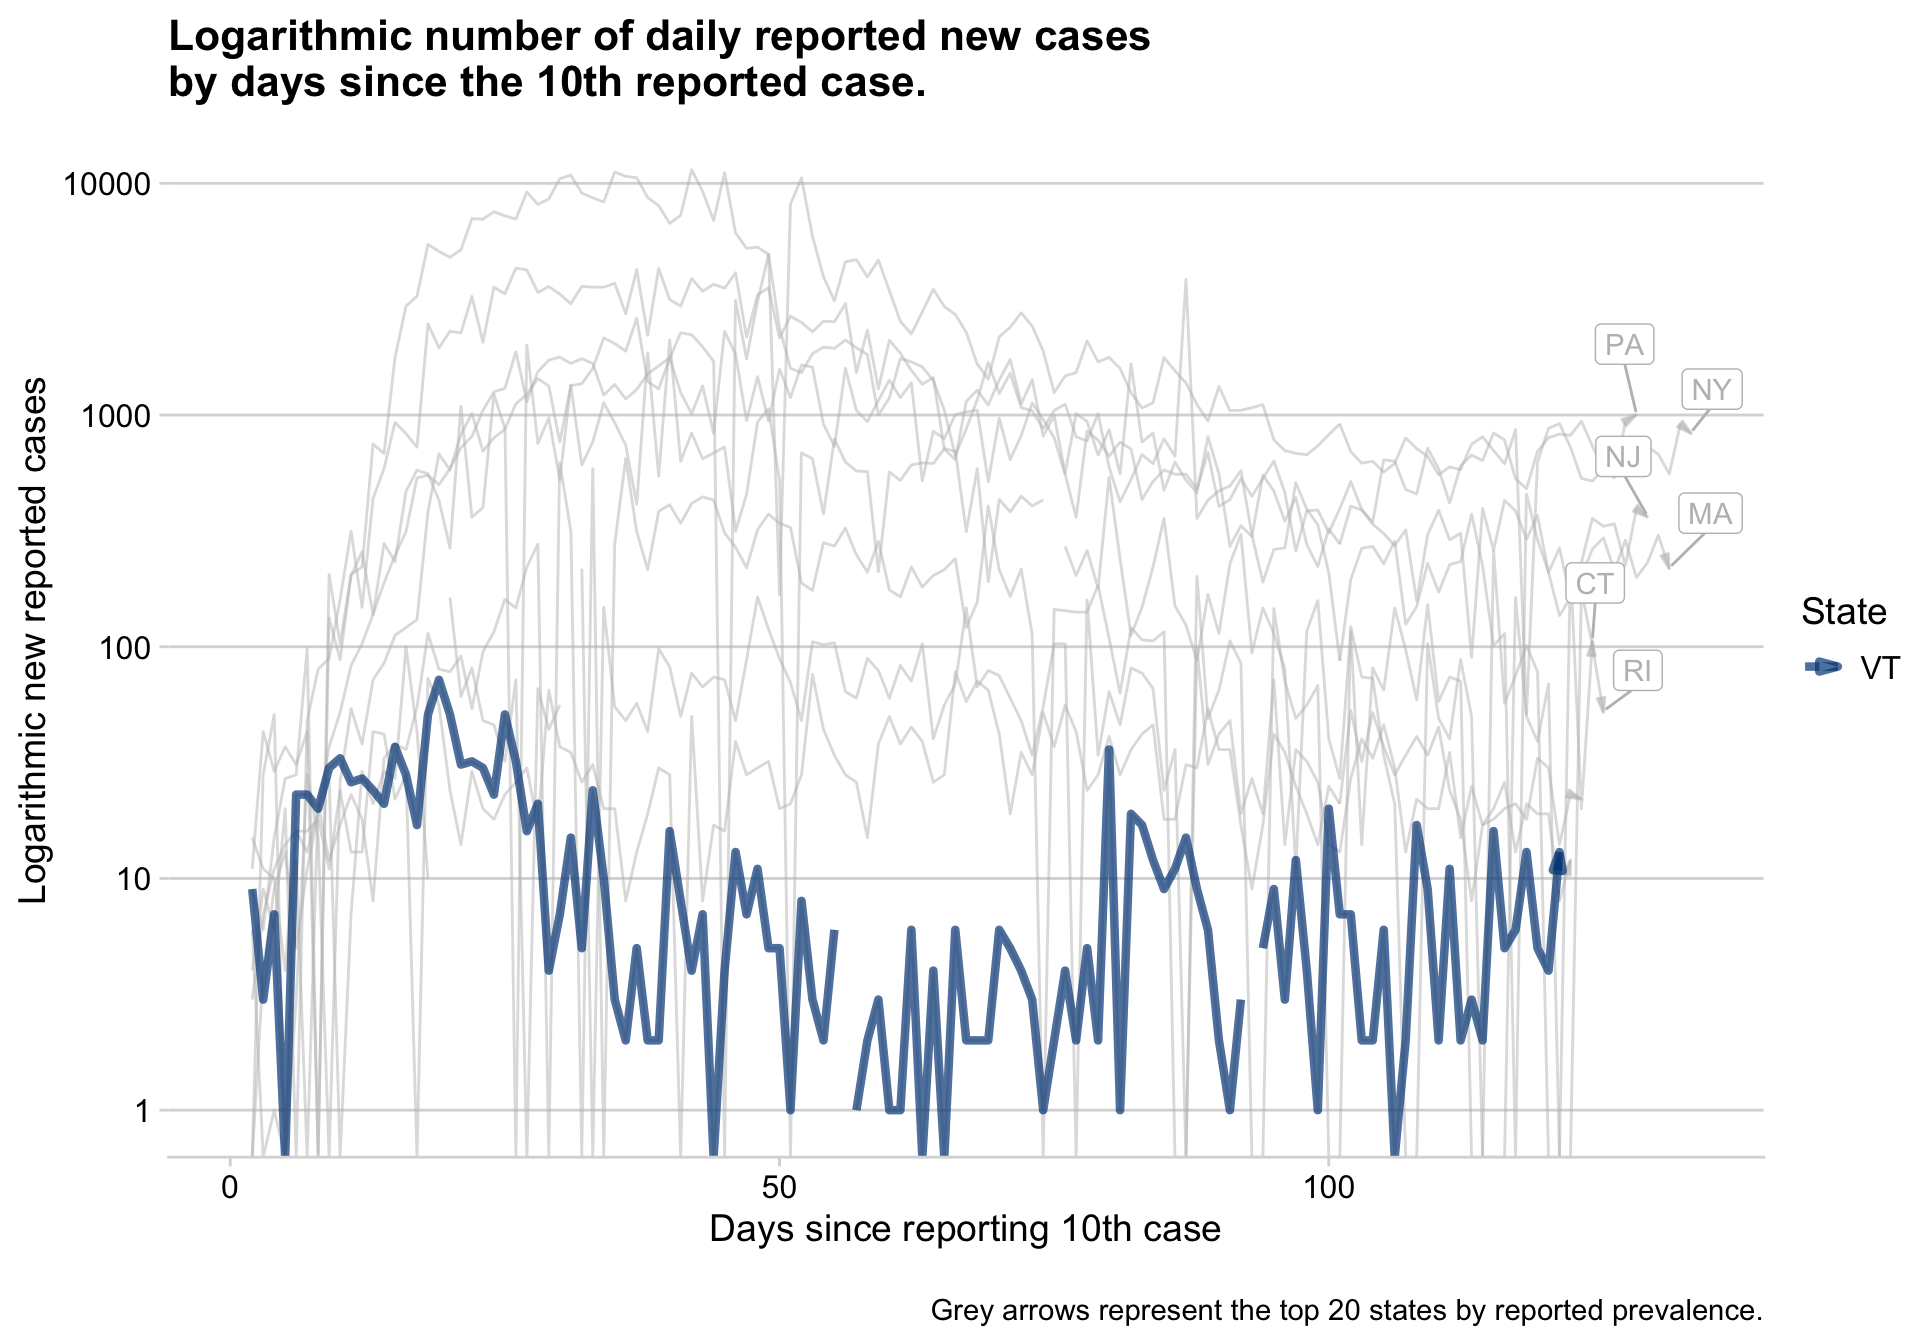 Logarithmic number of daily reported new cases
by days since the 10th reported case.
Logarithmic new reported cases
10000
1000
100
10
1
PA
NY
NJ
MA
CT
RI
State
VT
0
50
100
Days since reporting 10th case
Grey arrows represent the top 20 states by reported prevalence.